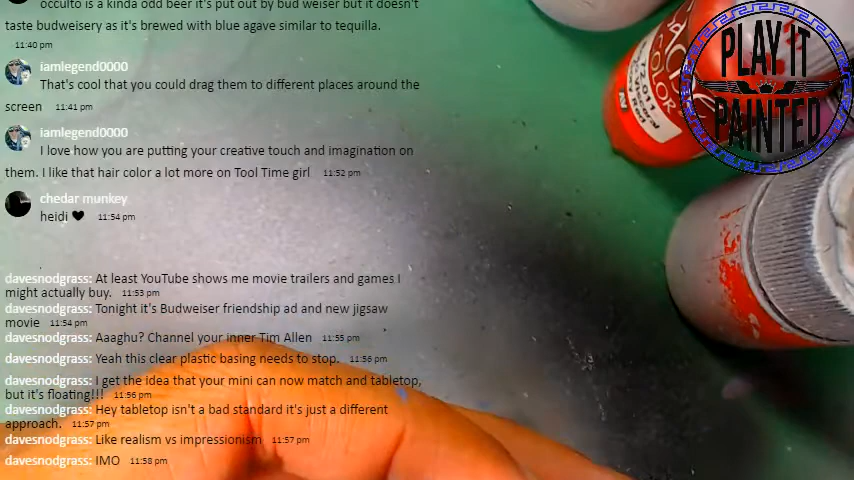 occulto is a kinda odd beer it's put out by bud weiser but it doesn't
taste budweisery as it's brewed with blue agave similar to tequilla.
11:40 pm
iamlegend0000
That's cool that you could drag them to different places around the
screen 11:41 pm
iamlegend0000
I love how you are putting your creative touch and imagination on
them. I like that hair color a lot more on Tool Time girl 11:52 pm
chedar munkey
heidi ♥ 11:54 pm
davesnodgrass: At least YouTube shows me movie trailers and games I
might actually buy. 11:53 pm
davesnodgrass: Tonight it's Budweiser friendship ad and new jigsaw
movie 11:54 pm
davesnodgrass: Aaaghu? Channel your inner Tim Allen 11:55 pm
davesnodgrass: Yeah this clear plastic basing needs to stop. 11:56 pm
davesnodgrass: I get the idea that your mini can now match and tabletop,
but it's floating!!! 11:56 pm
davesnodgrass: Hey tabletop isn't a bad standard it's just a different
approach. 11:57 pm
davesnodgrass: Like realism vs impressionism 11:57 pm
davesnodgrass: IMO 11:58 pm
PLAY IT
PAINTED
COLOR